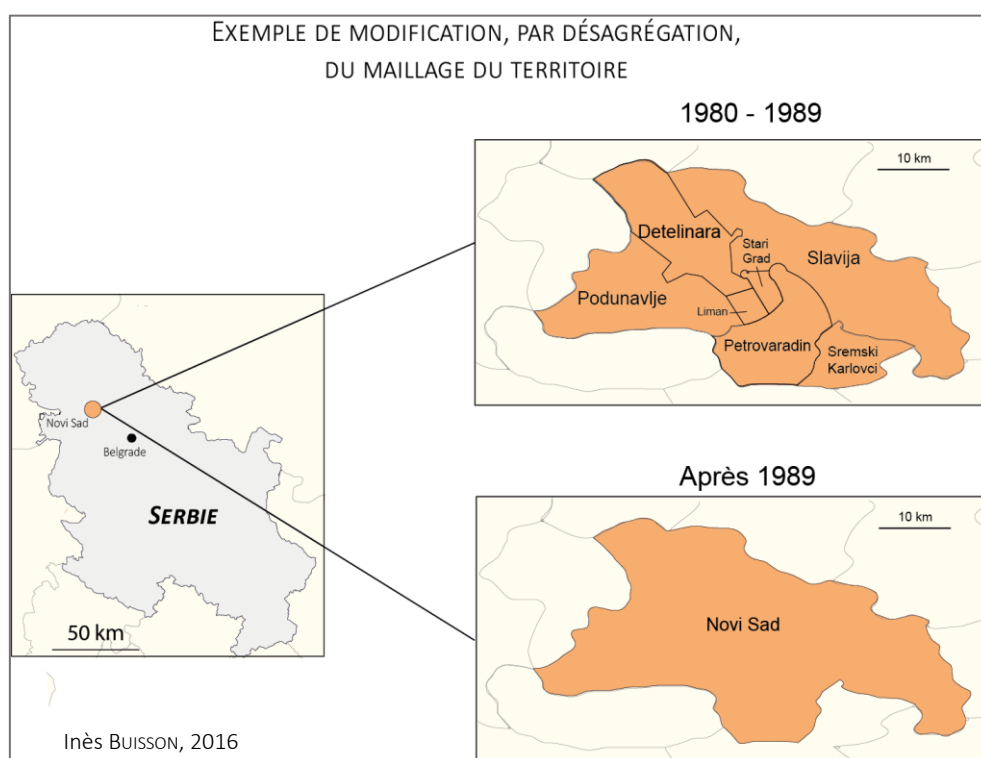 EXEMPLE DE MODIFICATION, PAR DÉSAGRÉGATION,
DU MAILLAGE DU TERRITOIRE
1980 - 1989
10 km
Detelinara
Stari
Grad
Slavija
Podunavlje
Liman
Petrovaradin
Sremski
Karlovci
Novi Sad
Belgrade
SERBIE
50 km
Après 1989
10 km
Novi Sad
Inès BUISSON, 2016